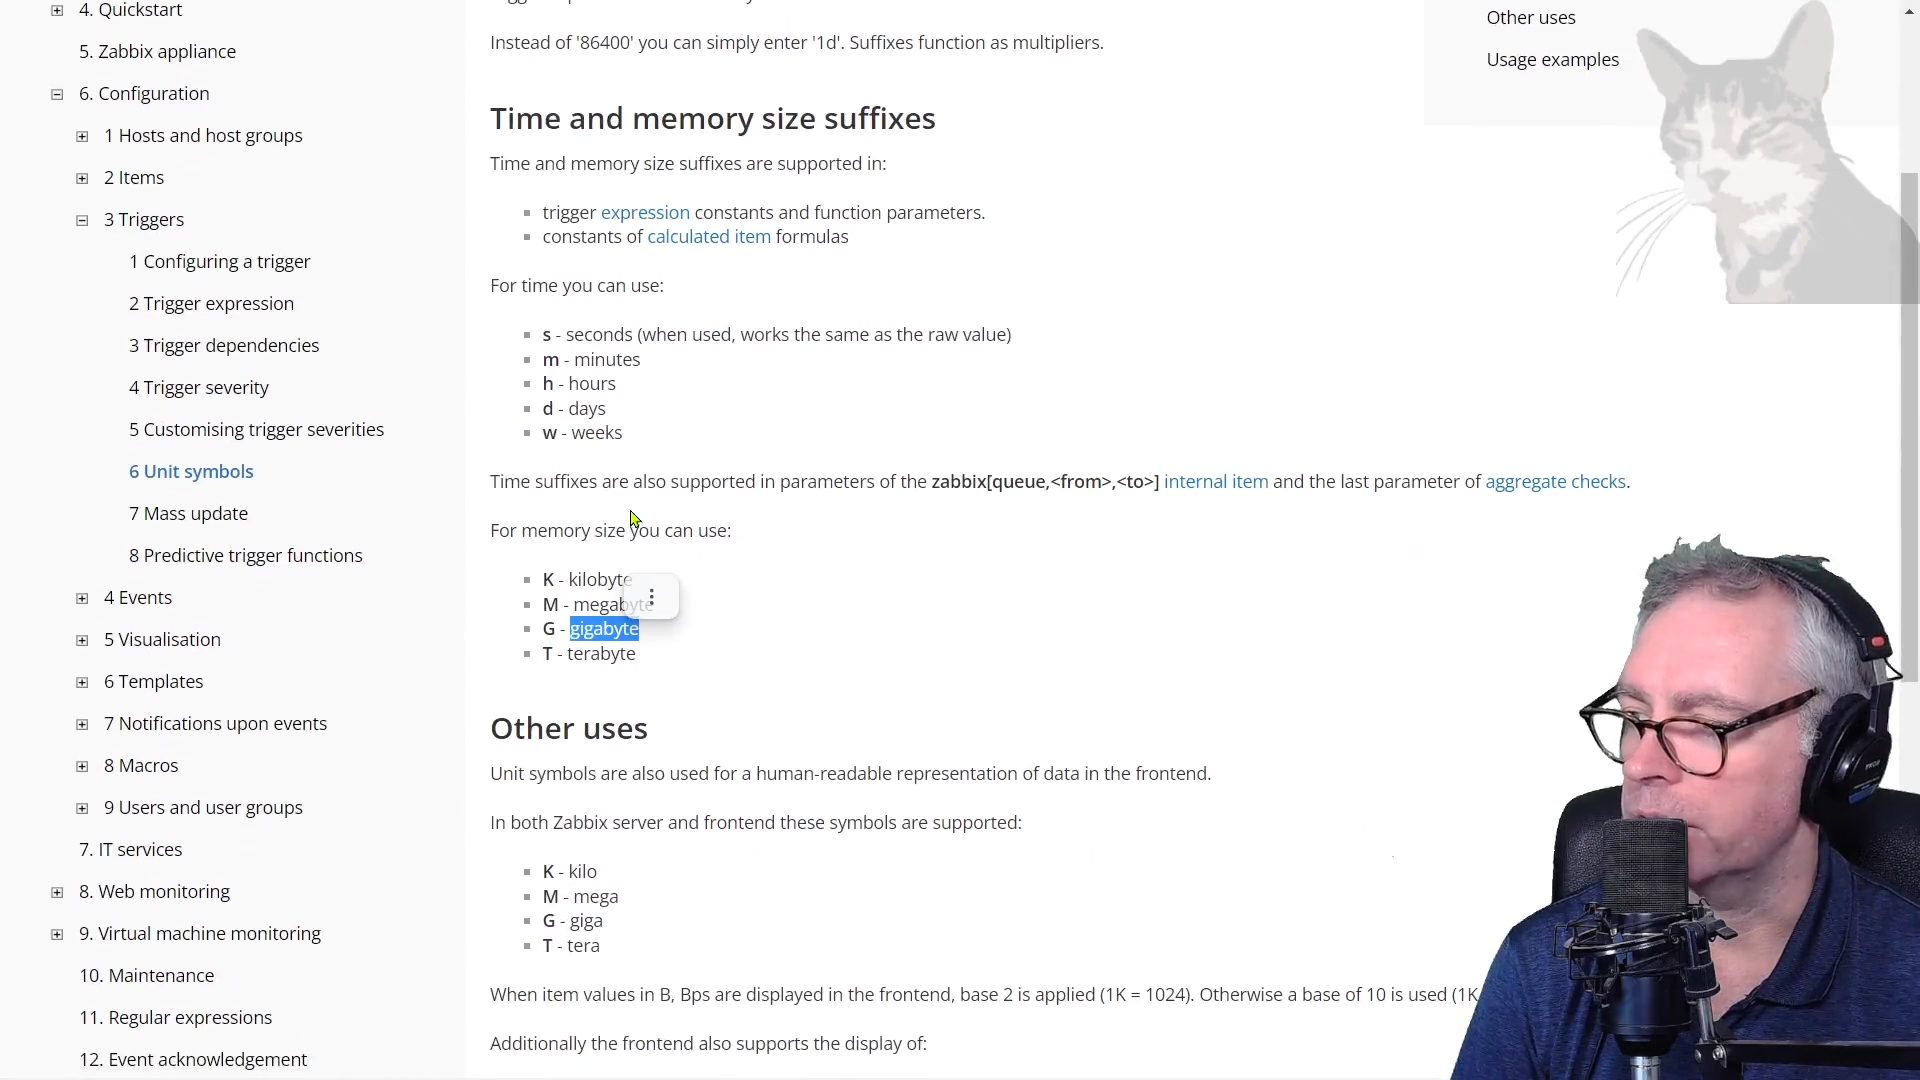 4. Quickstart
5. Zabbix appliance
6. Configuration
1 Hosts and host groups
2 Items
3 Triggers
1 Configuring a trigger
2 Trigger expression
3 Trigger dependencies
4 Trigger severity
5 Customising trigger severities
6 Unit symbols
7 Mass update
8 Predictive trigger functions
4 Events
5 Visualisation
6 Templates
7 Notifications upon events
8 Macros
9 Users and user groups
7. IT services
8. Web monitoring
9. Virtual machine monitoring
10. Maintenance
11. Regular expressions
12. Event acknowledgement
Instead of '86400' you can simply enter '1d'. Suffixes function as multipliers.
Time and memory size suffixes
Time and memory size suffixes are supported in:
trigger expression constants and function parameters.
constants of calculated item formulas
For time you can use:
s - seconds (when used, works the same as the raw value)
m - minutes
h - hours
d - days
w - weeks
Time suffixes are also supported in parameters of the zabbix[queue,<from>,<to>] internal item and the last parameter of aggregate checks.
For memory size you can use:
K - kilobyte
M - megabyte
G - gigabyte
T - terabyte
Other uses
Unit symbols are also used for a human-readable representation of data in the frontend.
In both Zabbix server and frontend these symbols are supported:
K - kilo
M - mega
G - giga
T - tera
When item values in B, Bps are displayed in the frontend, base 2 is applied (1K = 1024). Otherwise a base of 10 is used (1K
Additionally the frontend also supports the display of:
Other uses
Usage examples